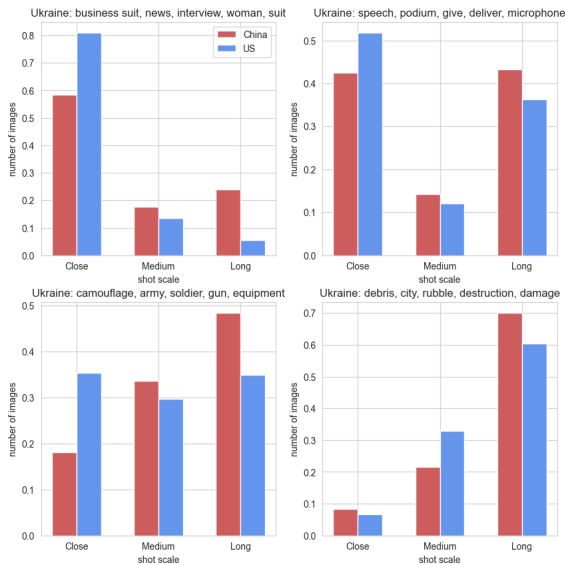 Ukraine: business suit, news, interview, woman, suit
China
US
number of images
0.8
0.7
0.6
0.5
0.4
0.3
0.2
0.1
0.0
Close Medium Long
shot scale
Ukraine: speech, podium, give, deliver, microphone
number of images
0.5
0.4
0.3
0.2
0.1
0.0
Close Medium Long
shot scale
Ukraine: camouflage, army, soldier, gun, equipment
number of images
0.5
0.4
0.3
0.2
0.1
0.0
Close Medium Long
shot scale
Ukraine: debris, city, rubble, destruction, damage
number of images
0.7
0.6
0.5
0.4
0.3
0.2
0.1
0.0
Close Medium Long
shot scale